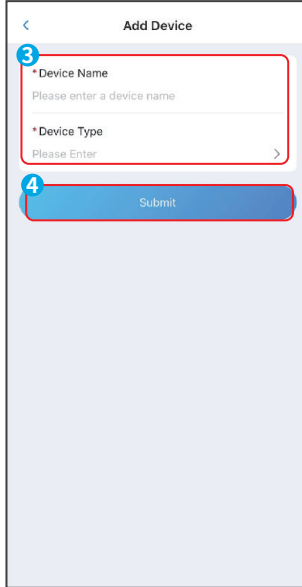 Add Device
3
*Device Name
Please enter a device name
*Device Type
Please Enter
4
Submit